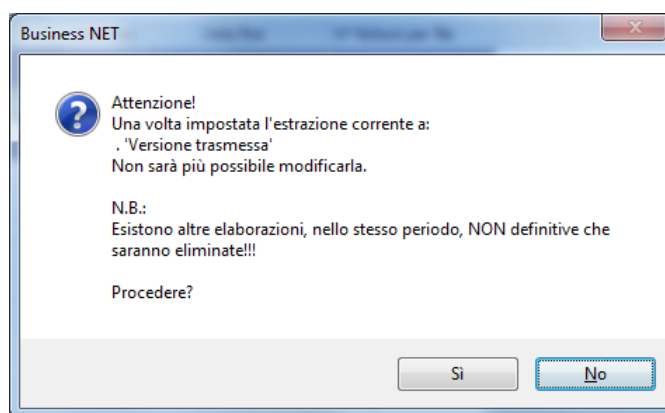 Business NET
Attenzione!
Una volta impostata l'estrazione corrente a:
. 'Versione trasmessa'
Non sarà più possibile modificarla.
N.B.:
Esistono altre elaborazioni, nello stesso periodo, NON definitive che
saranno eliminate!!!
Procedere?
Sì
No